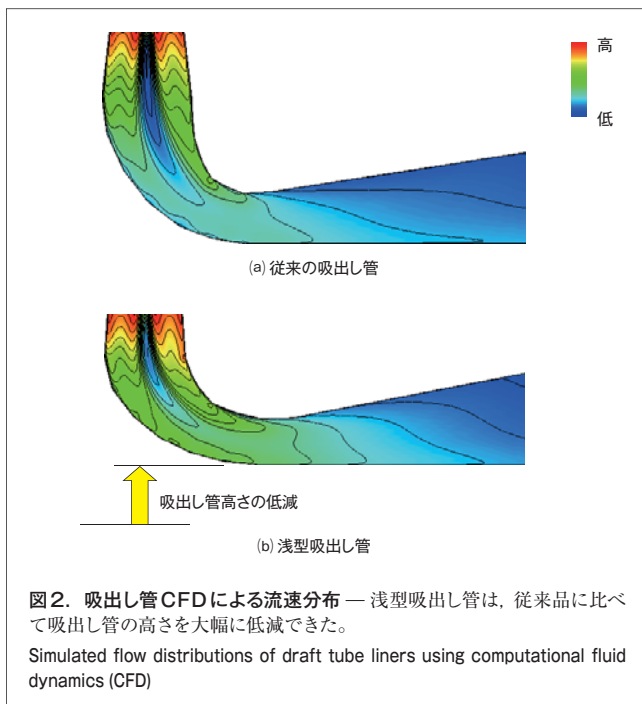 高
低
(a) 従来の吸出し管
吸出し管高さの低減
(b) 浅型吸出し管
図2. 吸出し管CFDによる流速分布 — 浅型吸出し管は，従来品に比べ
て吸出し管の高さを大幅に低減できた。
Simulated flow distributions of draft tube liners using computational fluid
dynamics (CFD)